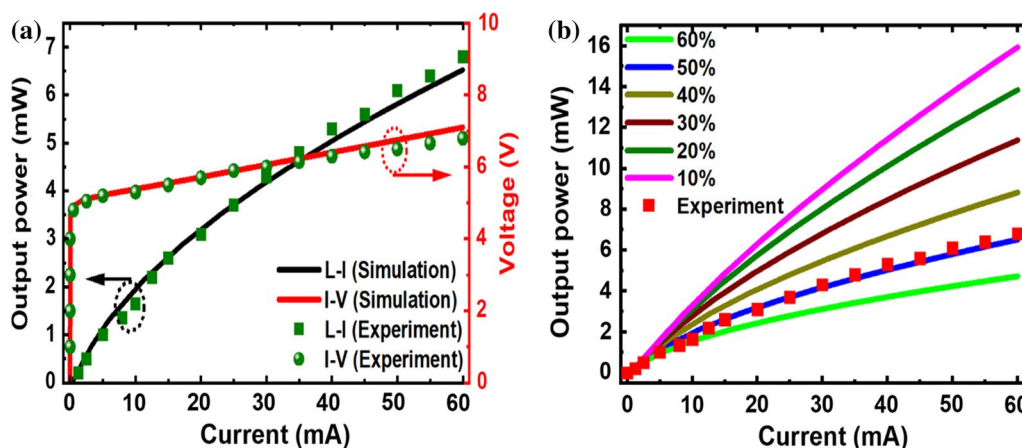 (a)
7
6
5
4
3
2
1
0
Output power (mW)
10
8
6
4
2
0
Voltage (V)
L-I (Simulation)
I-V (Simulation)
L-I (Experiment)
I-V (Experiment)
0 10 20 30 40 50 60
Current (mA)
(b)
16
14
12
10
8
6
4
2
0
Output power (mW)
60%
50%
40%
30%
20%
10%
Experiment
0 10 20 30 40 50 60
Current (mA)